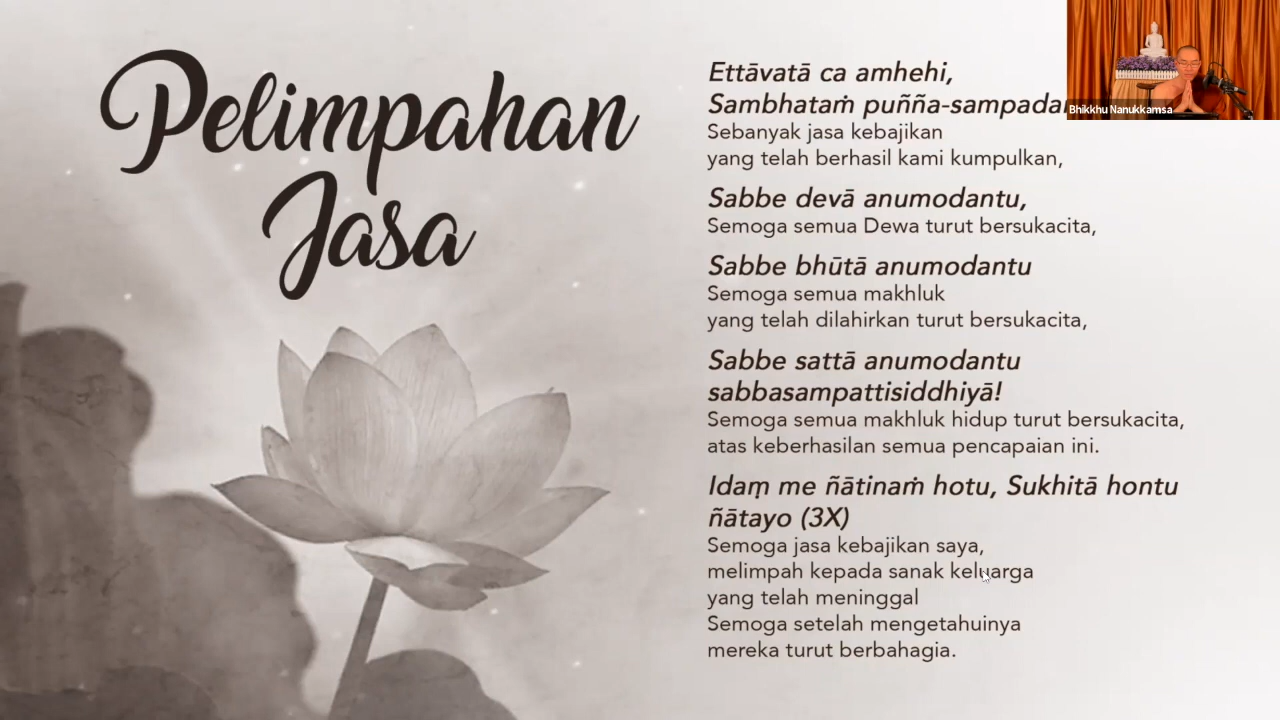 Pelimpahan
Jasa
Ettāvatā ca amhehi,
Sambhataṁ puñña-sampada
Sebanyak jasa kebajikan
yang telah berhasil kami kumpulkan,
Sabbe devā anumodantu,
Semoga semua Dewa turut bersukacita,
Sabbe bhūtā anumodantu
Semoga semua makhluk
yang telah dilahirkan turut bersukacita,
Sabbe sattā anumodantu
sabbasampattisiddhiyā!
Semoga semua makhluk hidup turut bersukacita,
atas keberhasilan semua pencapaian ini.
Idaṃ me ñātinaṁ hotu, Sukhitā hontu
ñātayo (3X)
Semoga jasa kebajikan saya,
melimpah kepada sanak keluarga
yang telah meninggal
Semoga setelah mengetahuinya
mereka turut berbahagia.
Bhikkhu Nanukkamsa